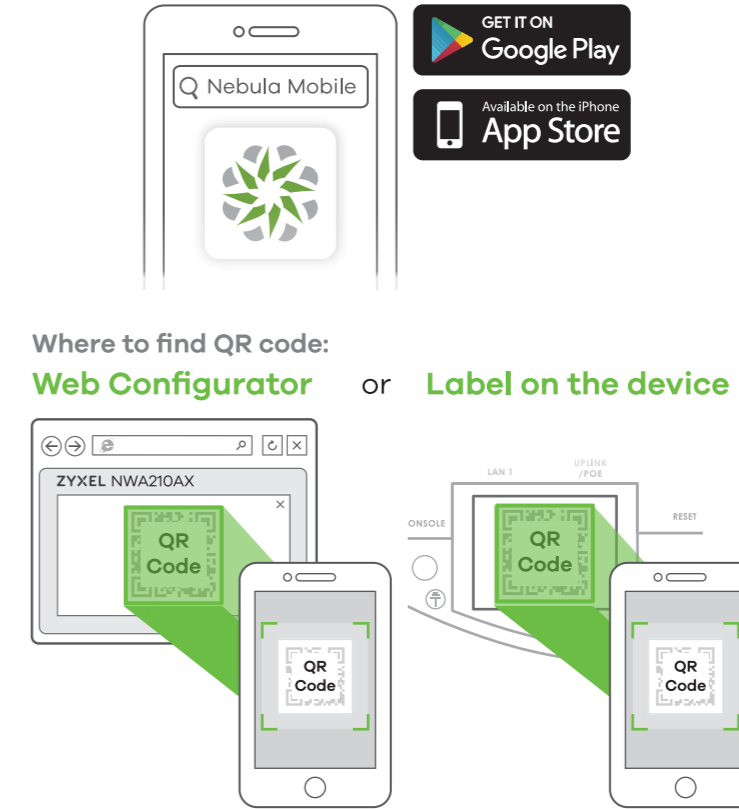 GET IT ON
Google Play
Nebula Mobile
Available on the iPhone
App Store
Where to find QR code:
Web Configurator or Label on the device
ZYXEL NWA210AX
QR
Code
QR
Code
LAN 1
UPLINK
/POE
ONSOLE
RESET
QR
Code
QR
Code